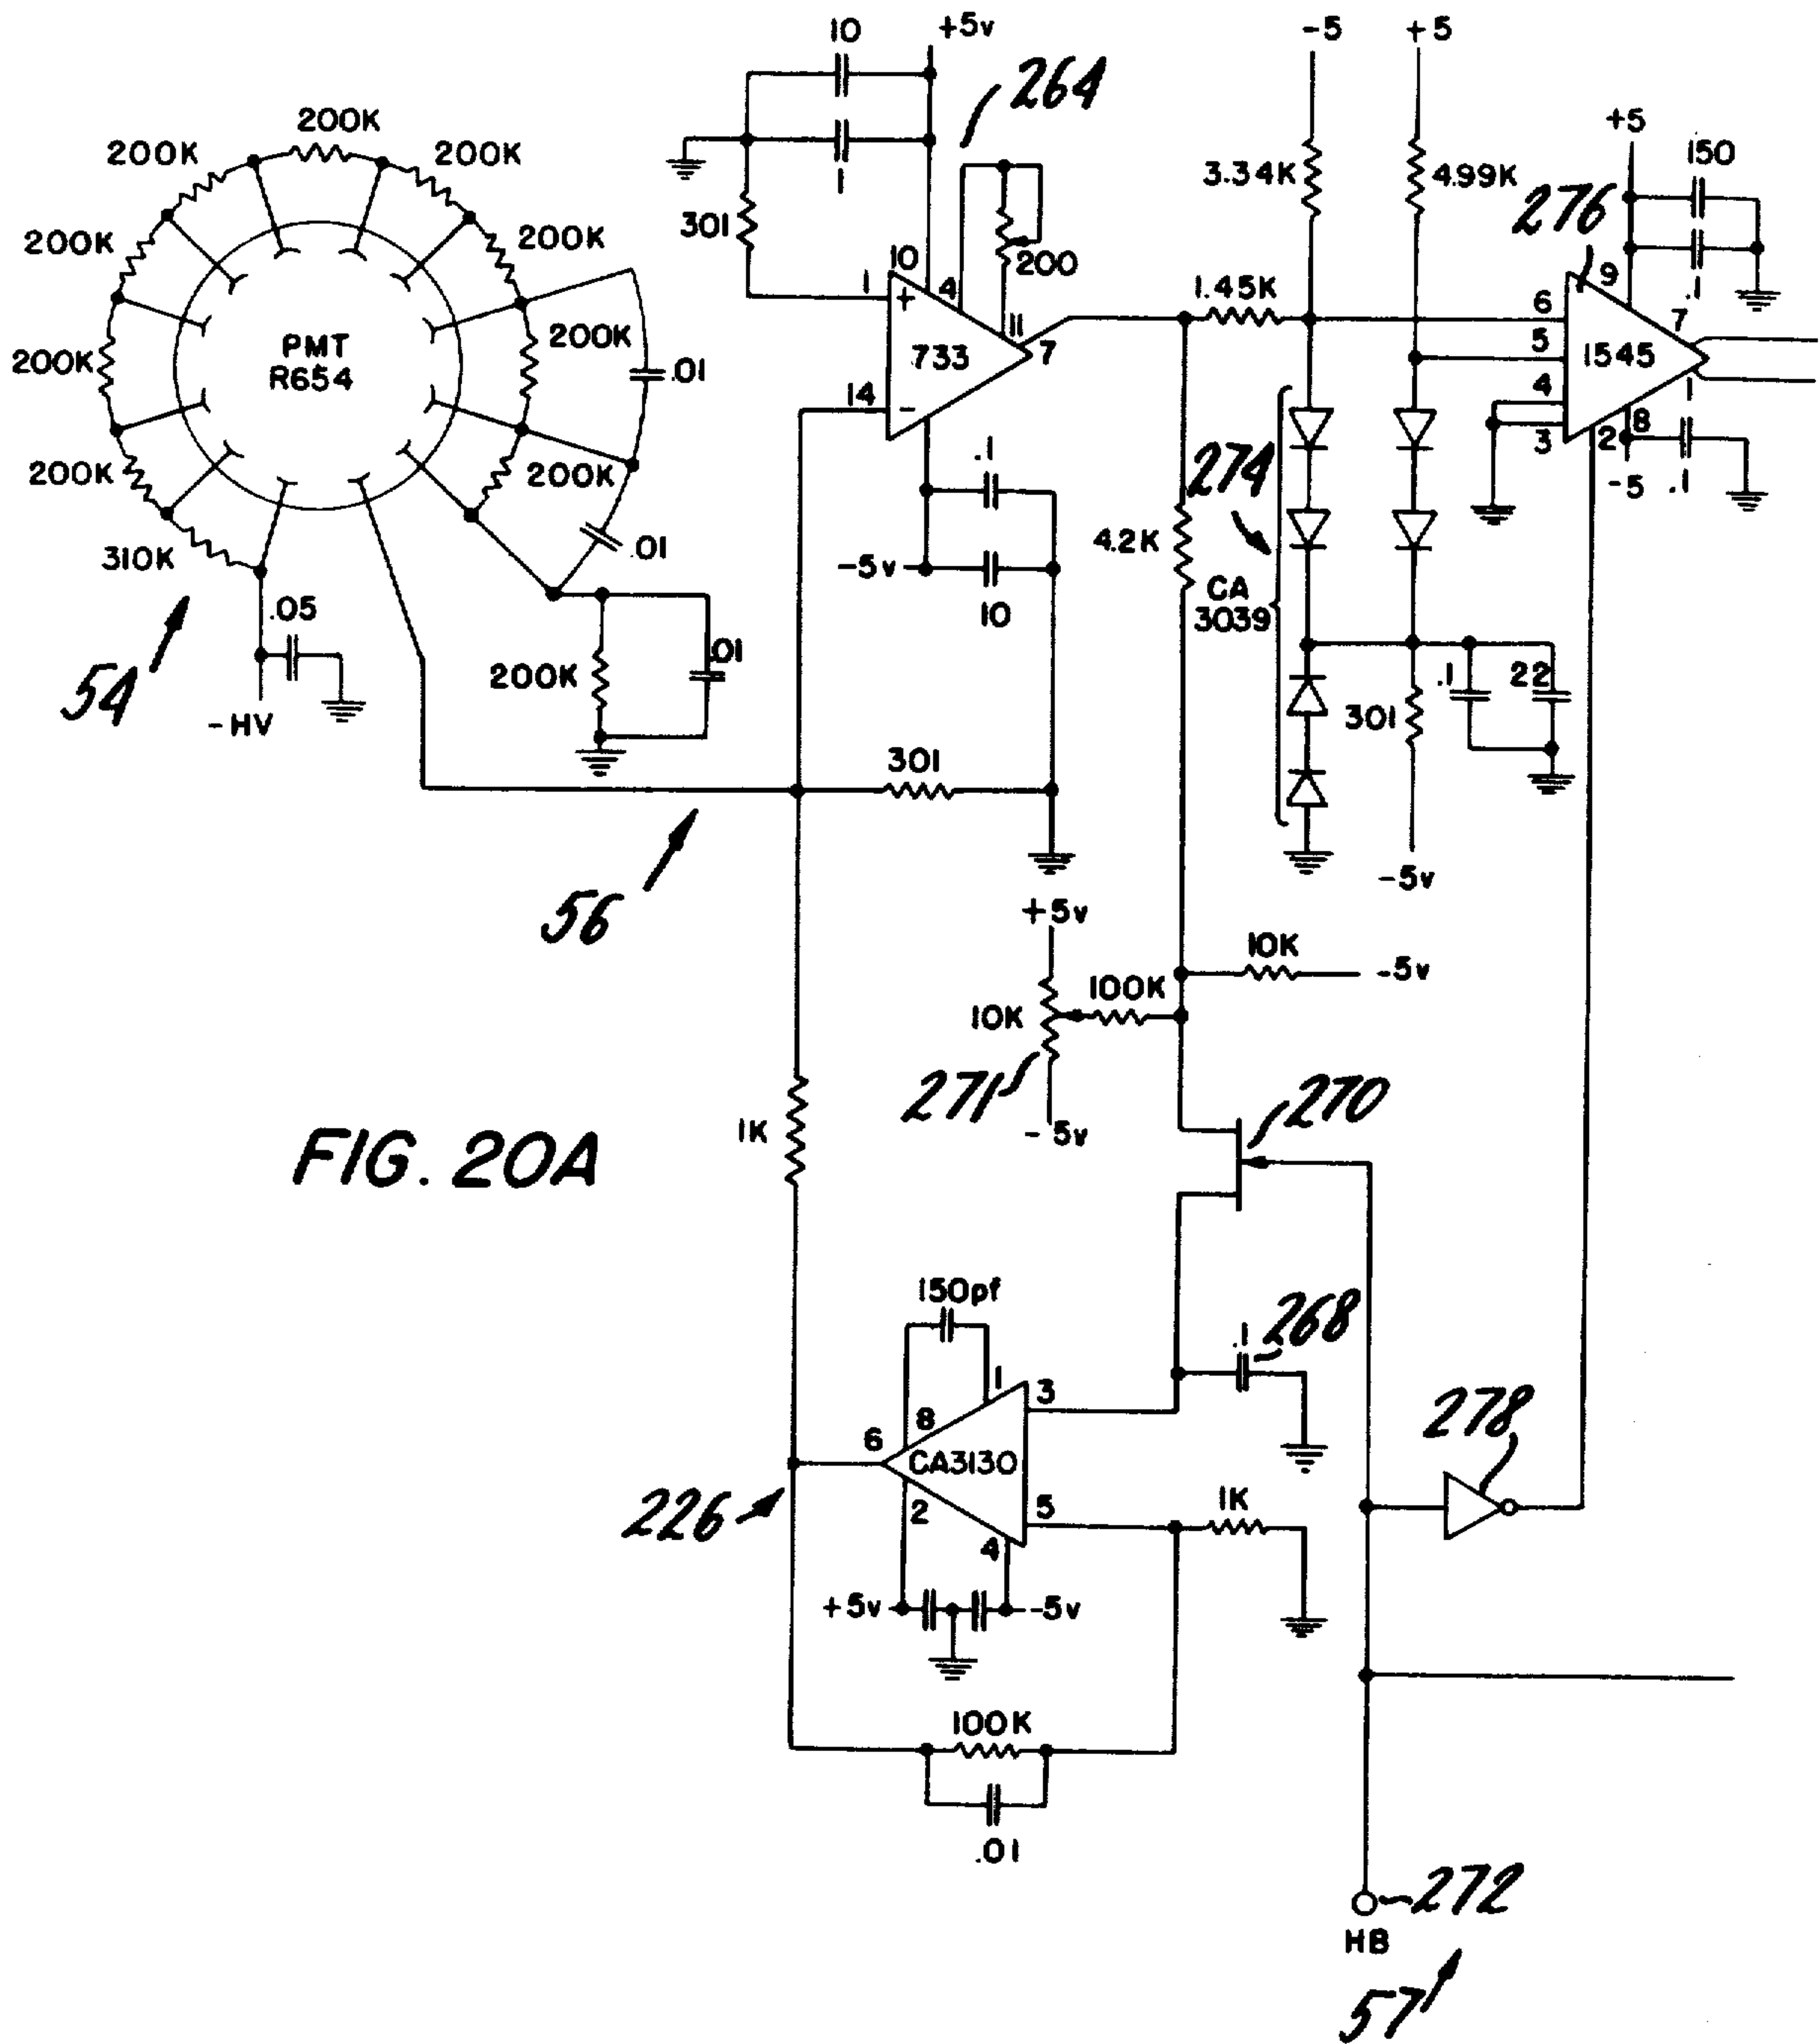 10
+5v
-5
+5
264
200K
200K
200K
+5
1
150
3.34K
4.99K
276
301
200K
200K
10
4
200
9
.1
1
+
1.45K
6
7
PMT
R654
200K
11
5
200K
.01
733
7
1545
4
1
14
-
3
2
8
.1
274
-5
.1
200K
200K
4.2K
310K
.01
-5v
CA
3039
.05
10
54
200K
.01
.1
22
-HV
301
301
56
-5v
+5v
10K
-5v
100K
10K
271
270
-5v
1K
FIG. 20A
150pf
.1
268
1
3
8
278
6
CA3130
226
2
5
1K
4
+5v
-5v
100K
.01
272
HB
57